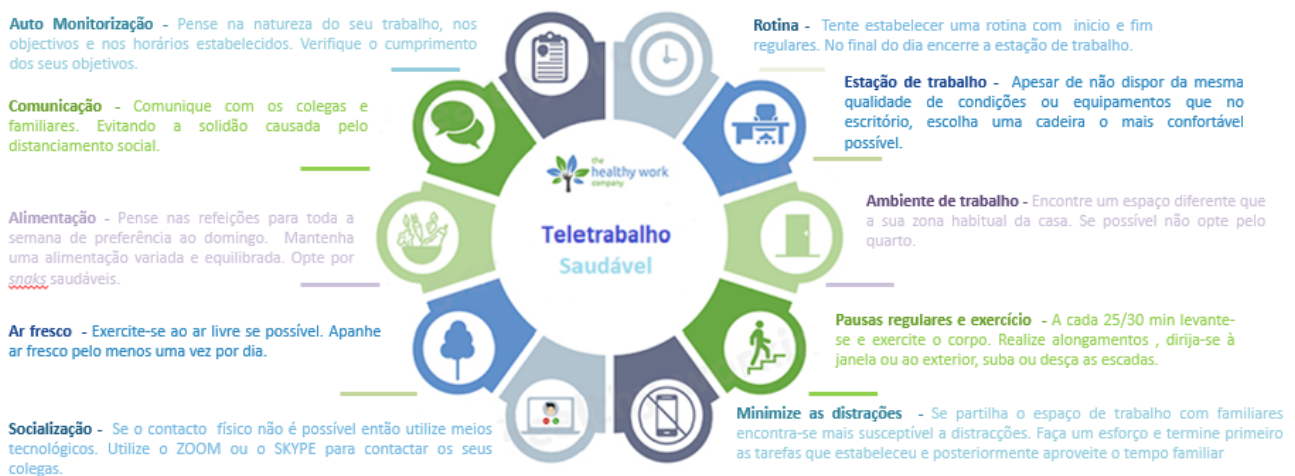 Auto Monitorização - Pense na natureza do seu trabalho, nos
objectivos e nos horários estabelecidos. Verifique o cumprimento
dos seus objetivos.
Comunicação - Comunique com os colegas e
familiares. Evitando a solidão causada pelo
distanciamento social.
Alimentação - Pense nas refeições para toda a
semana de preferência ao domingo. Mantenha
uma alimentação variada e equilibrada. Opte por
snaks saudáveis.
Ar fresco - Exercite-se ao ar livre se possível. Apanhe
ar fresco pelo menos uma vez por dia.
Socialização - Se o contacto físico não é possível então utilize meios
tecnológicos. Utilize o ZOOM ou o SKYPE para contactar os seus
colegas.
the
healthy work
company
Teletrabalho
Saudável
Rotina - Tente estabelecer uma rotina com inicio e fim
regulares. No final do dia encerre a estação de trabalho.
Estação de trabalho - Apesar de não dispor da mesma
qualidade de condições ou equipamentos que no
escritório, escolha uma cadeira o mais confortável
possível.
Ambiente de trabalho - Encontre um espaço diferente que
a sua zona habitual da casa. Se possível não opte pelo
quarto.
Pausas regulares e exercício - A cada 25/30 min levante-
se e exercite o corpo. Realize alongamentos , dirija-se à
janela ou ao exterior, suba ou desça as escadas.
Minimize as distrações - Se partilha o espaço de trabalho com familiares
encontra-se mais susceptível a distracções. Faça um esforço e termine primeiro
as tarefas que estabeleceu e posteriormente aproveite o tempo familiar